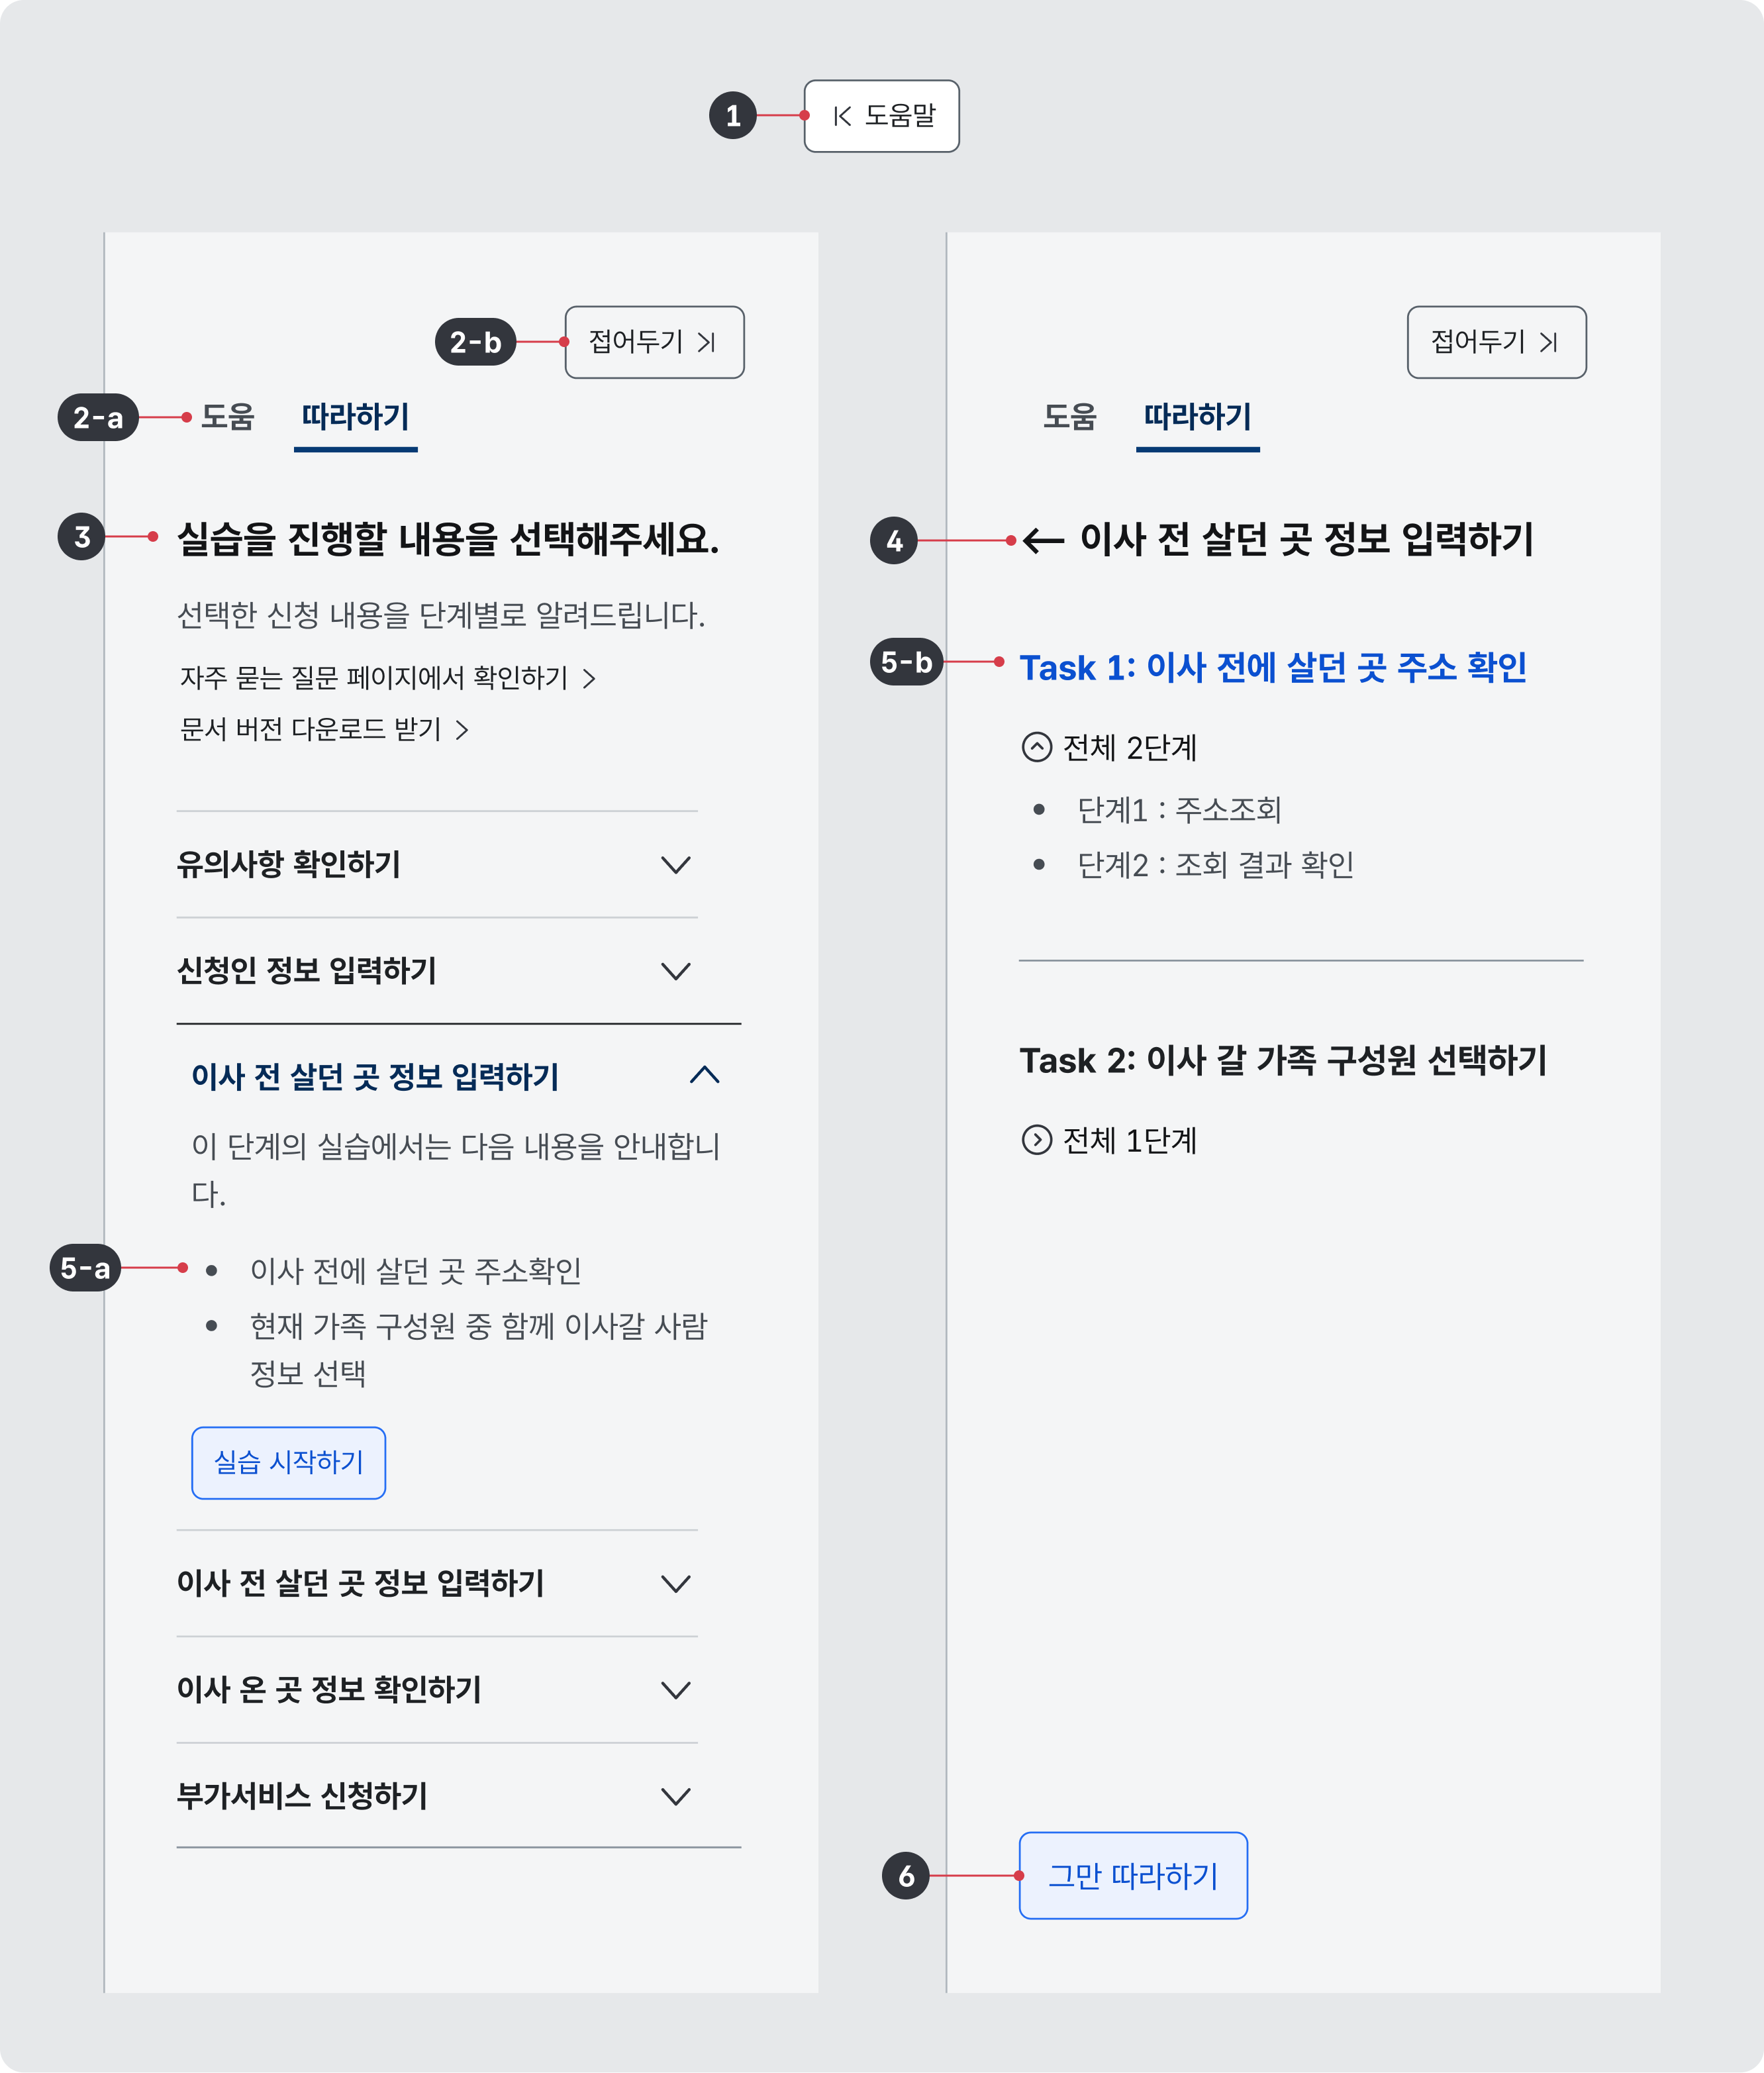 1
도움말
2-b
접어두기
2-a
도움
따라하기
3
실습을 진행할 내용을 선택해주세요.
선택한 신청 내용을 단계별로 알려드립니다.
자주 묻는 질문 페이지에서 확인하기
문서 버전 다운로드 받기
유의사항 확인하기
신청인 정보 입력하기
이사 전 살던 곳 정보 입력하기
이 단계의 실습에서는 다음 내용을 안내합니
다.
5-a
이사 전에 살던 곳 주소확인
현재 가족 구성원 중 함께 이사갈 사람
정보 선택
실습 시작하기
이사 전 살던 곳 정보 입력하기
이사 온 곳 정보 확인하기
부가서비스 신청하기
접어두기
도움
따라하기
4
이사 전 살던 곳 정보 입력하기
5-b
Task 1: 이사 전에 살던 곳 주소 확인
전체 2단계
단계1 : 주소조회
단계2 : 조회 결과 확인
Task 2: 이사 갈 가족 구성원 선택하기
전체 1단계
6
그만 따라하기